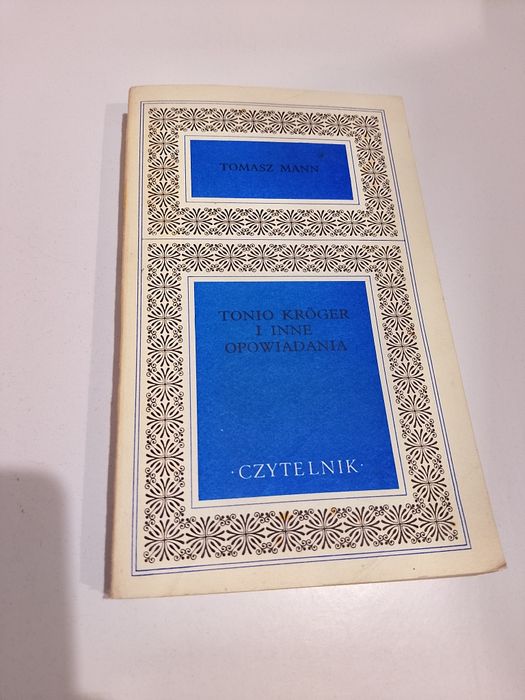 TOMASZ MANN
TONIO KRÖGER
I INNE
OPOWIADANIA
·CZYTELNIK·